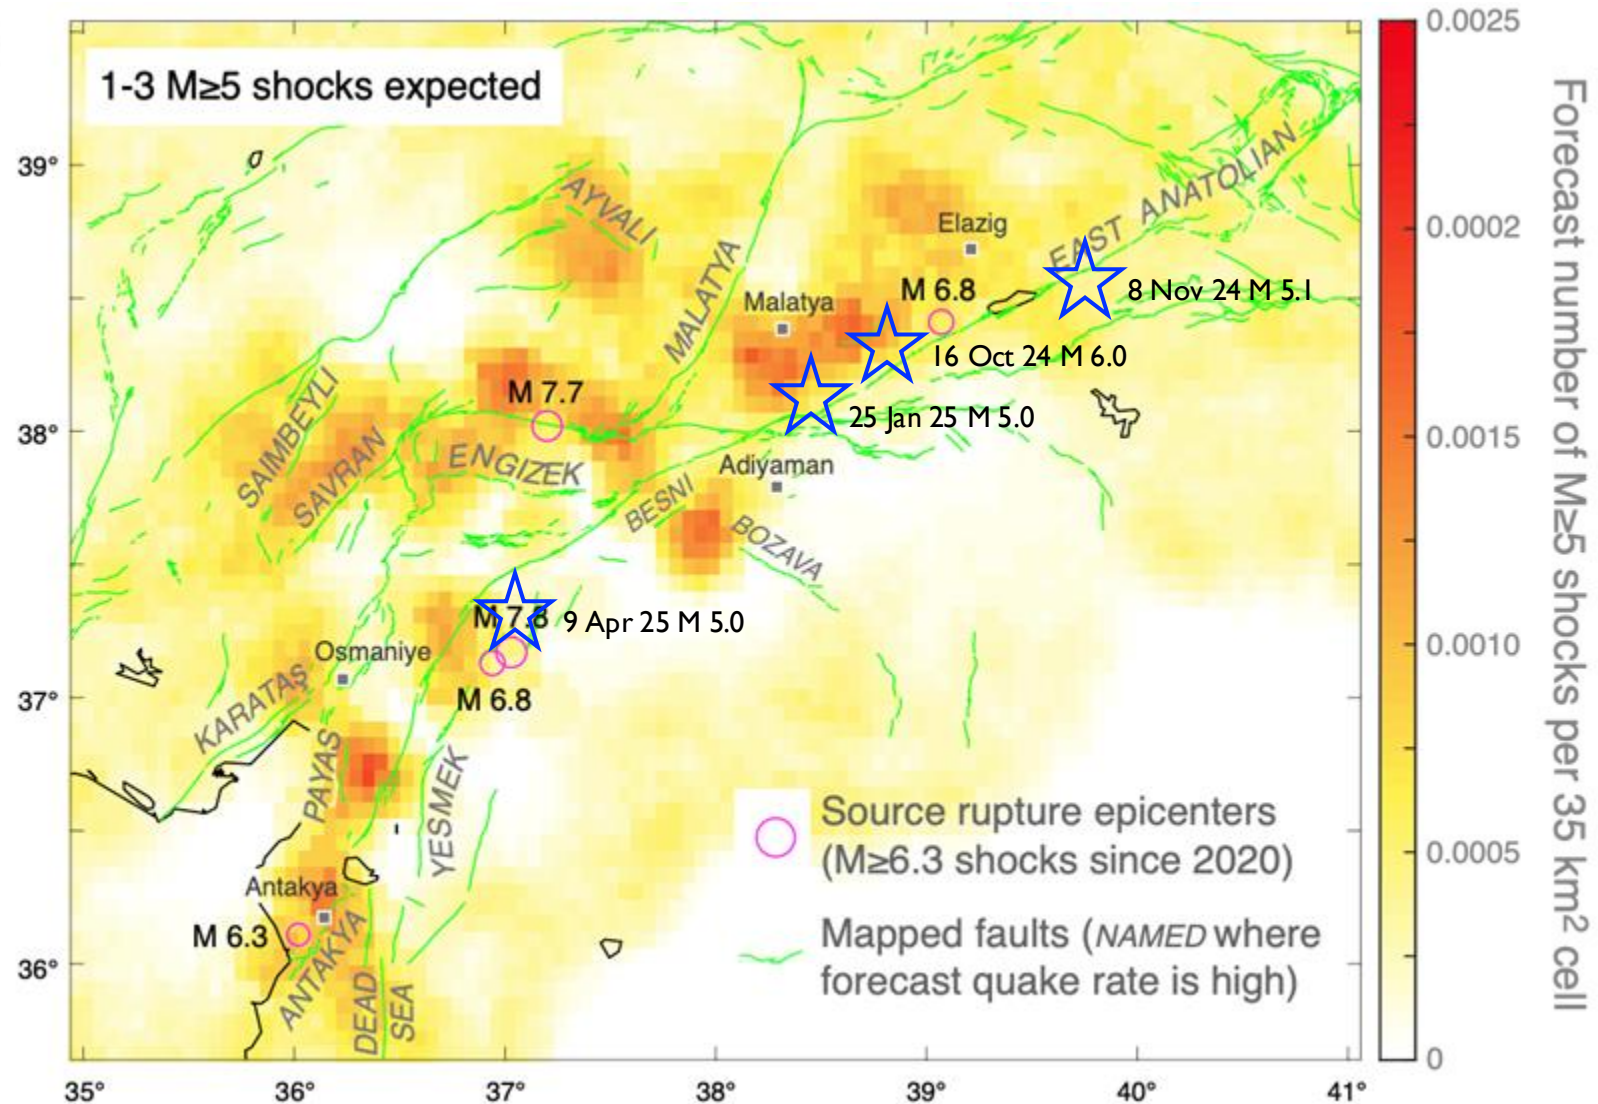 1-3 M≥5 shocks expected
39°
38°
37°
36°
35°
36°
37°
38°
39°
40°
41°
AYVALI
MALATYA
EAST ANATOLIAN
Elazig
M 6.8
Malatya
8 Nov 24 M 5.1
16 Oct 24 M 6.0
25 Jan 25 M 5.0
M 7.7
SAIMBEYLI
SAVRAN
ENGIZEK
Adiyaman
BESNI
BOZAVA
M 7.8
9 Apr 25 M 5.0
Osmaniye
M 6.8
KARATAŞ
PAYAS
YESMEK
Antakya
M 6.3
ANTAKYA
DEAD
SEA
Source rupture epicenters
(M≥6.3 shocks since 2020)
Mapped faults (NAMED where
forecast quake rate is high)
0.0025
0.0002
0.0015
0.0010
0.0005
0
Forecast number of M≥5 shocks per 35 km2 cell